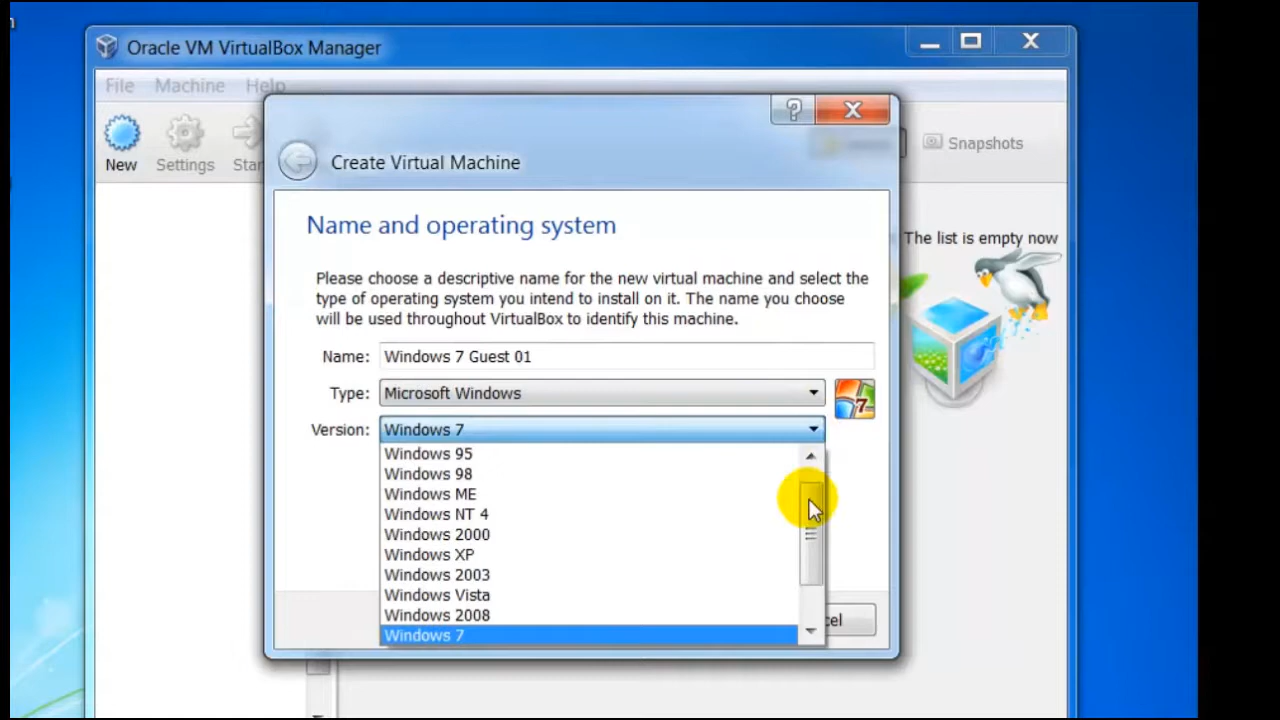 Oracle VM VirtualBox Manager
File Machine Help
New Settings Snapshots
Create Virtual Machine
Name and operating system
The list is empty now
Please choose a descriptive name for the new virtual machine and select the
type of operating system you intend to install on it. The name you choose
will be used throughout VirtualBox to identify this machine.
Name: Windows 7 Guest 01
Type: Microsoft Windows
7
Version: Windows 7
Windows 95
Windows 98
Windows ME
Windows NT 4
Windows 2000
Windows XP
Windows 2003
Windows Vista
Windows 2008
Windows 7